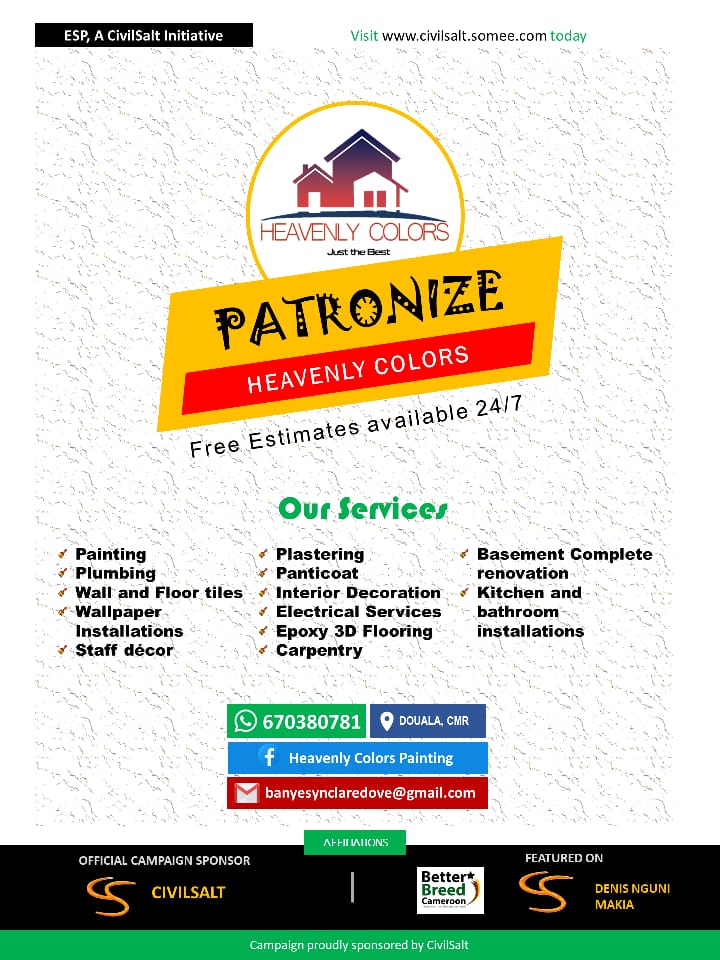 ESP, A CivilSalt Initiative
Visit www.civilsalt.somee.com today
HEAVENLY COLORS
Just the Best
PATRONIZE
HEAVENLY COLORS
Free Estimates available 24/7
Our Services
Painting
Plumbing
Wall and Floor tiles
Wallpaper
Installations
Staff décor
Plastering
Panticoat
Interior Decoration
Electrical Services
Epoxy 3D Flooring
Carpentry
Basement Complete
renovation
Kitchen and
bathroom
installations
670380781
DOUALA, CMR
Heavenly Colors Painting
banyesynclaredove@gmail.com
AFFILIATIONS
OFFICIAL CAMPAIGN SPONSOR
CIVILSALT
Better
Breed
Cameroon
FEATURED ON
DENIS NGUNI
MAKIA
Campaign proudly sponsored by CivilSalt